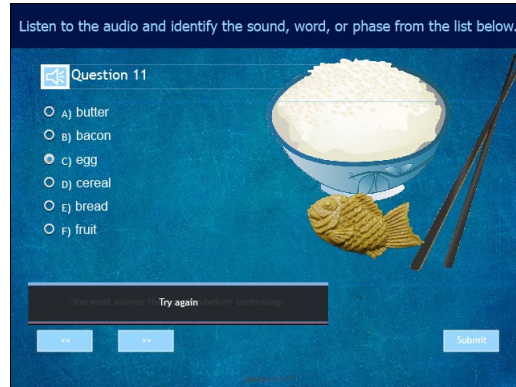 Listen to the audio and identify the sound, word, or phase from the list below.
Question 11
A) butter
B) bacon
C) egg
D) cereal
E) bread
F) fruit
Try again
<< >>
Submit